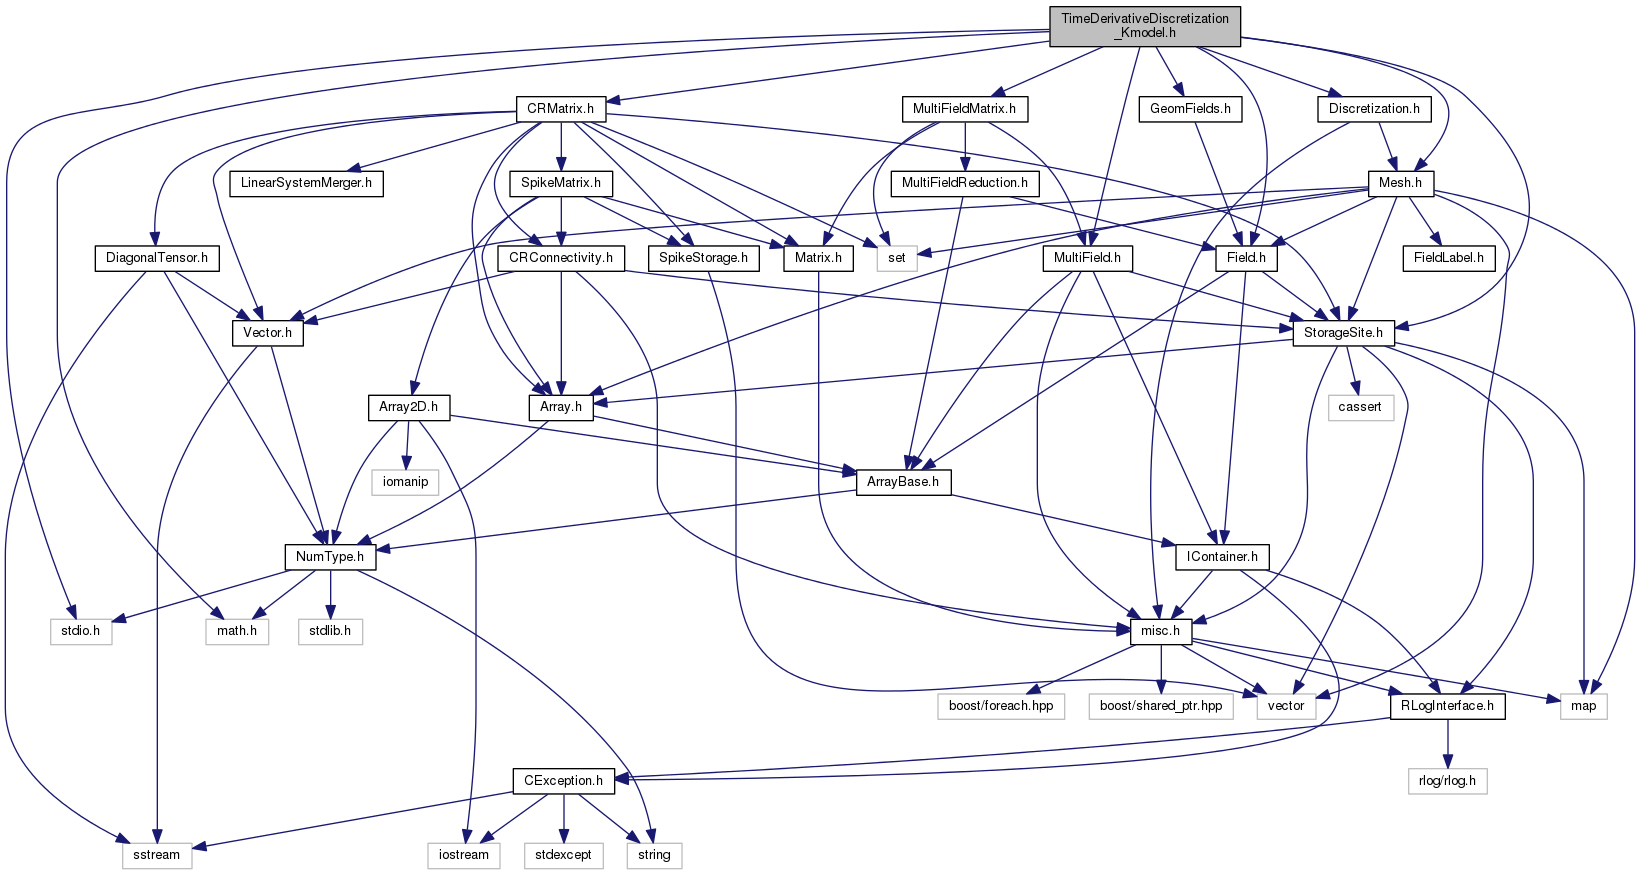 TimeDerivativeDiscretization
_Kmodel.h
CRMatrix.h
MultiFieldMatrix.h
GeomFields.h
Discretization.h
LinearSystemMerger.h
SpikeMatrix.h
MultiFieldReduction.h
Mesh.h
DiagonalTensor.h
CRConnectivity.h
SpikeStorage.h
Matrix.h
set
MultiField.h
Field.h
FieldLabel.h
Vector.h
StorageSite.h
Array2D.h
Array.h
cassert
iomanip
ArrayBase.h
NumType.h
IContainer.h
stdio.h
math.h
stdlib.h
misc.h
boost/foreach.hpp
boost/shared_ptr.hpp
vector
RLogInterface.h
map
CException.h
rlog/rlog.h
sstream
iostream
stdexcept
string